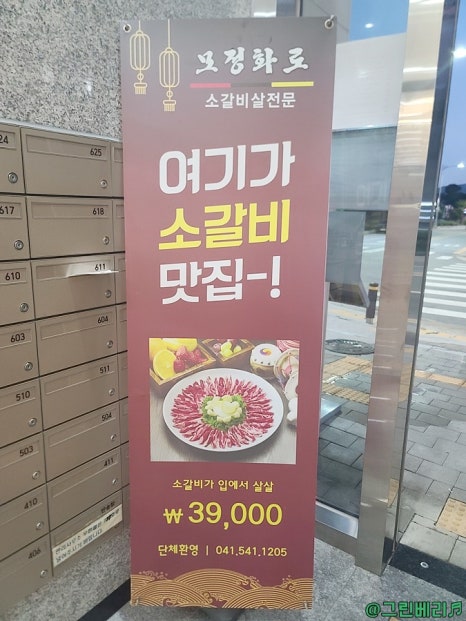 모정화로
소갈비살전문
여기가
소갈비
맛집-!
소갈비가 입에서 살살
₩ 39,000
단체환영 | 041.541.1205
24
625
617
618
610
611
603
604
510
511
503
504
410
411
406
@그린베리♬